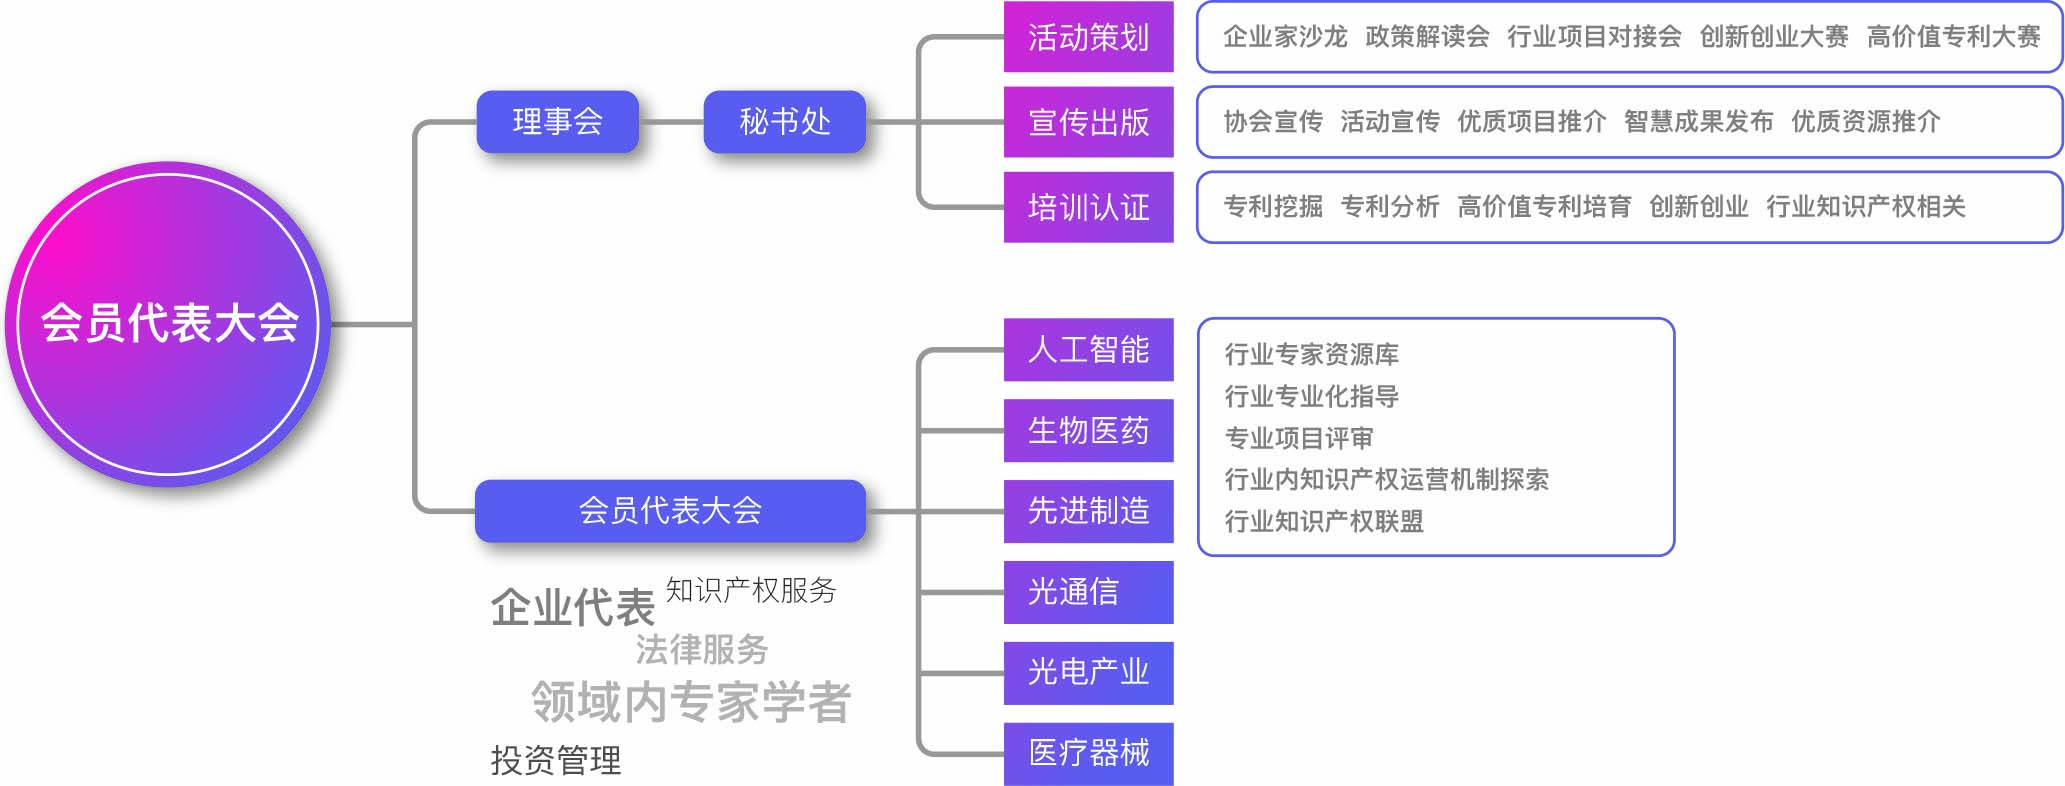 会员代表大会
理事会
秘书处
活动策划
企业家沙龙 政策解读会 行业项目对接会 创新创业大赛 高价值专利大赛
宣传出版
协会宣传 活动宣传 优质项目推介 智慧成果发布 优质资源推介
培训认证
专利挖掘 专利分析 高价值专利培育 创新创业 行业知识产权相关
会员代表大会
企业代表
知识产权服务
法律服务
领域内专家学者
投资管理
人工智能
生物医药
先进制造
光通信
光电产业
医疗器械
行业专家资源库
行业专业化指导
专业项目评审
行业内知识产权运营机制探索
行业知识产权联盟